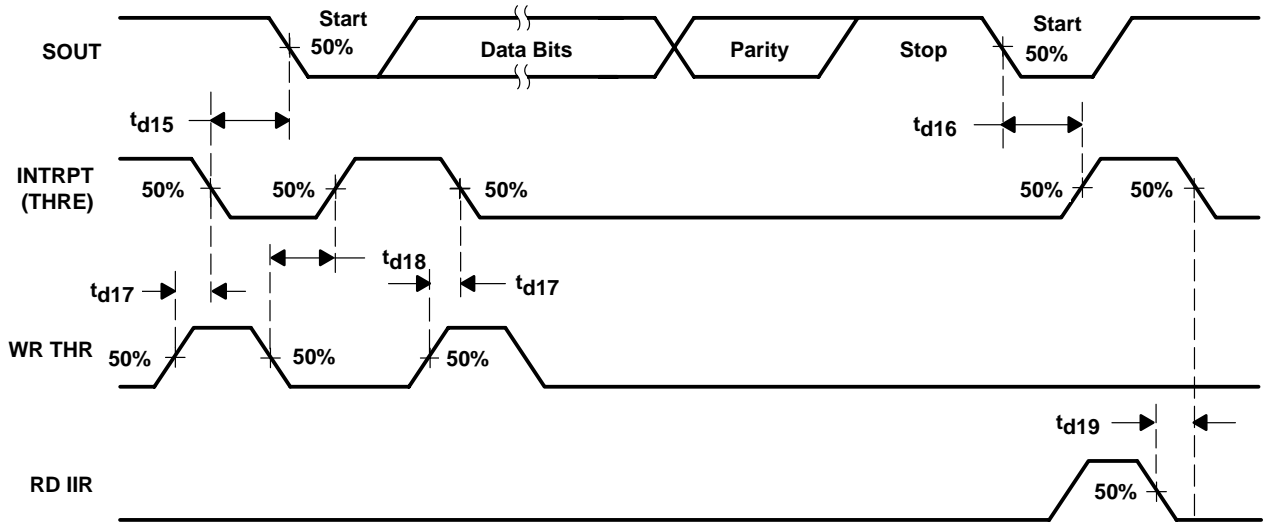 Start
Start
SOUT
50%
Data Bits
Parity
Stop
50%
td15
td16
INTRPT
(THRE)
50%
50%
50%
50%
50%
td18
td17
td17
WR THR
50%
50%
50%
td19
RD IIR
50%